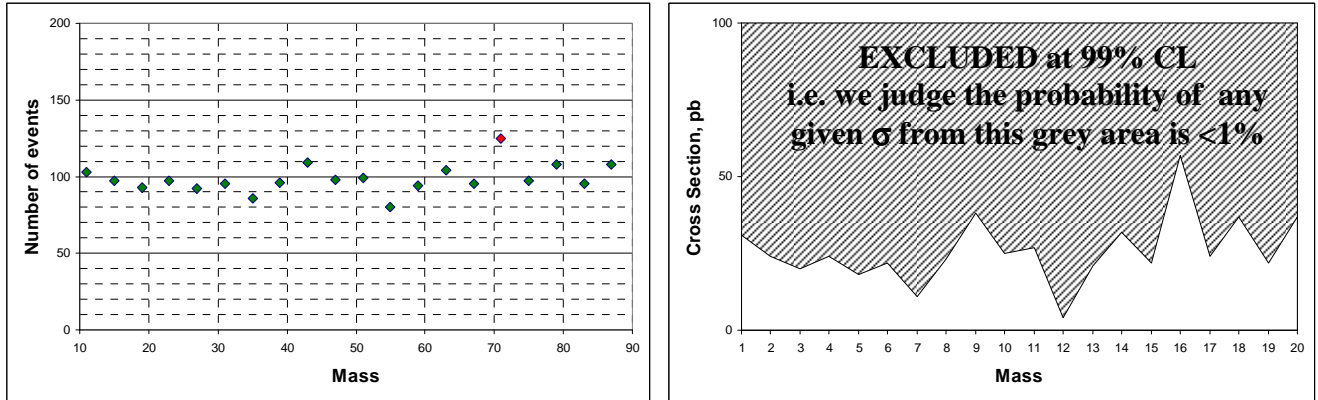 200
150
100
50
0
Number of events
10 20 30 40 50 60 70 80 90
Mass
100
50
0
Cross Section, pb
EXCLUDED at 99% CL
i.e. we judge the probability of any
given σ from this grey area is <1%
1 2 3 4 5 6 7 8 9 10 11 12 13 14 15 16 17 18 19 20
Mass